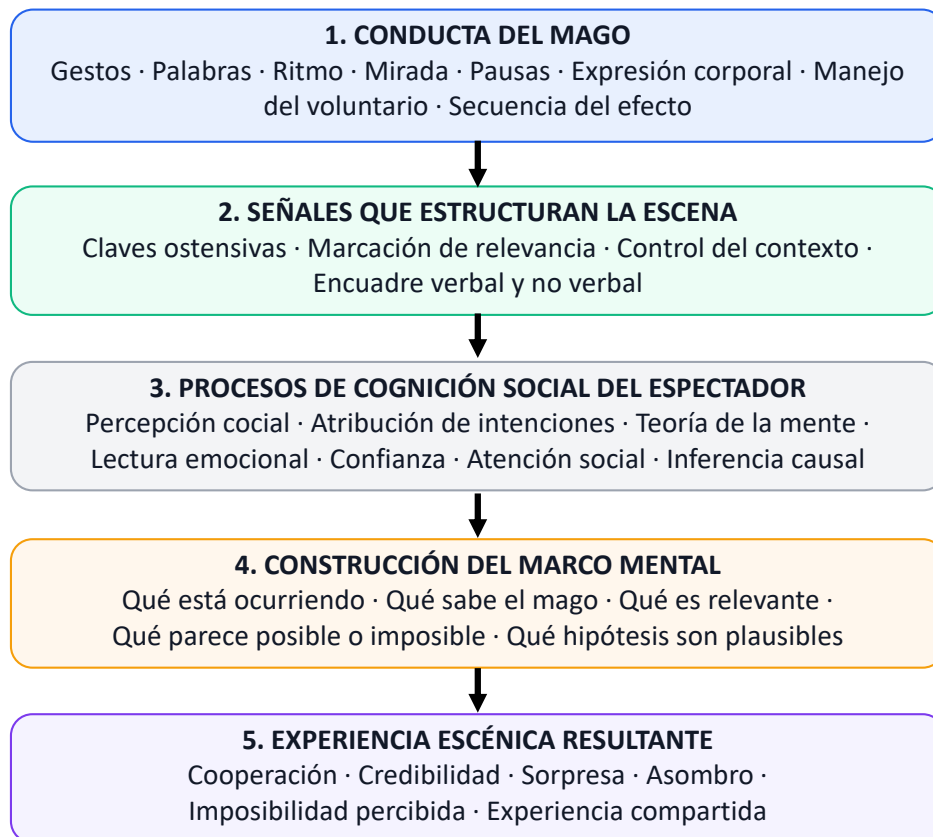 1. CONDUCTA DEL MAGO
Gestos · Palabras · Ritmo · Mirada · Pausas · Expresión corporal · Manejo
del voluntario · Secuencia del efecto
2. SEÑALES QUE ESTRUCTURAN LA ESCENA
Claves ostensivas · Marcación de relevancia · Control del contexto ·
Encuadre verbal y no verbal
3. PROCESOS DE COGNICIÓN SOCIAL DEL ESPECTADOR
Percepción cocial · Atribución de intenciones · Teoría de la mente ·
Lectura emocional · Confianza · Atención social · Inferencia causal
4. CONSTRUCCIÓN DEL MARCO MENTAL
Qué está ocurriendo · Qué sabe el mago · Qué es relevante ·
Qué parece posible o imposible · Qué hipótesis son plausibles
5. EXPERIENCIA ESCÉNICA RESULTANTE
Cooperación · Credibilidad · Sorpresa · Asombro ·
Imposibilidad percibida · Experiencia compartida